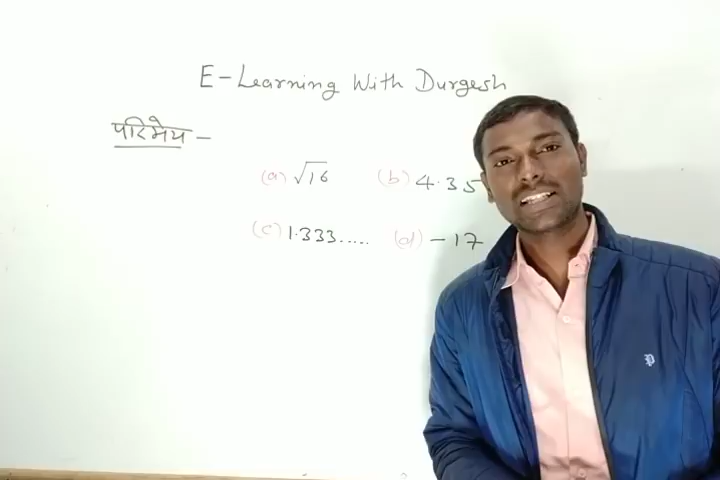 E-Learning With Durgesh
परिमेय -
(a) √16 (b) 4.35
(c) 1.333..... (d) -17